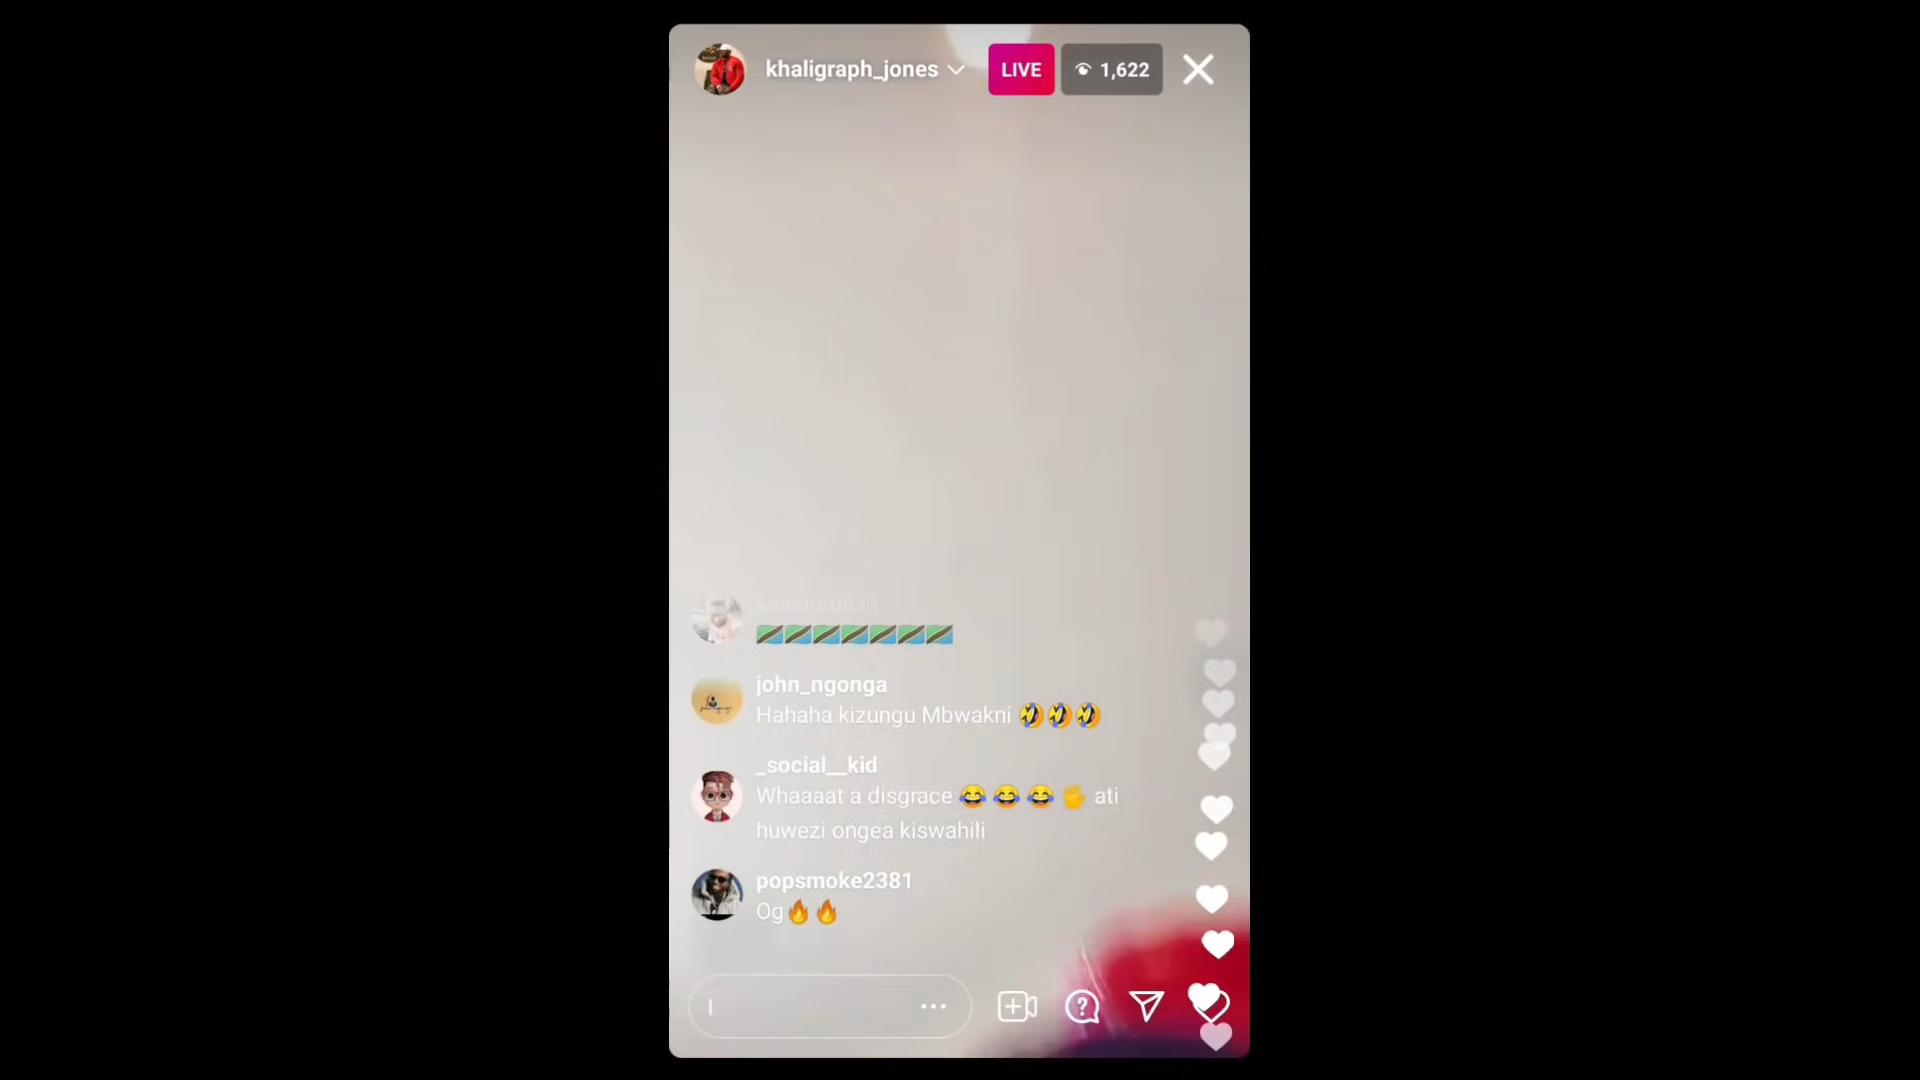 khaligraph_jones
LIVE
1,622
🇹🇿🇹🇿🇹🇿🇹🇿🇹🇿🇹🇿🇹🇿
john_ngonga
Hahaha kizungu Mbwakni 🤣🤣🤣
_social__kid
Whaaaat a disgrace 😂😂😂✋ ati
huwezi ongea kiswahili
popsmoke2381
Og🔥🔥